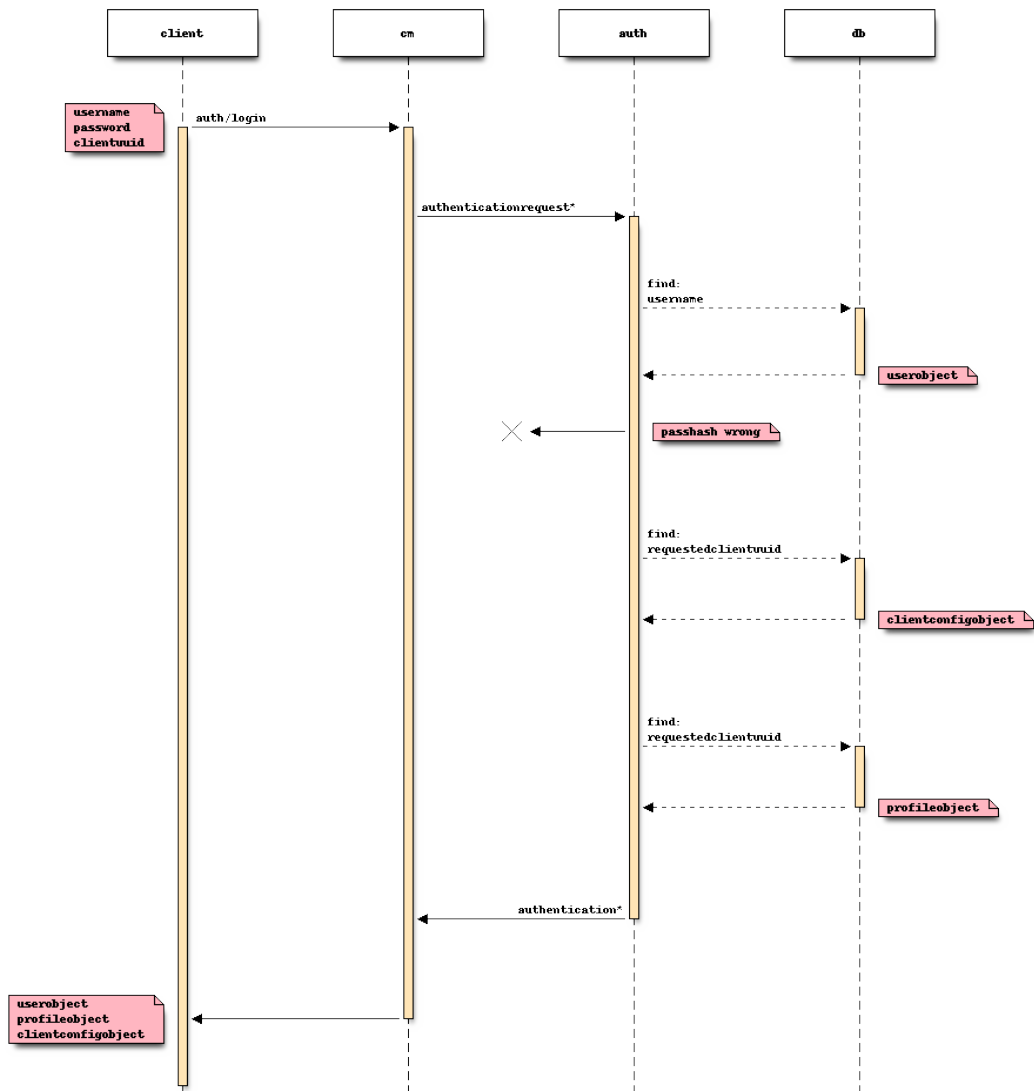 client
cm
auth
db
username
password
clientuuid
auth/login
authenticationrequest*
find:
username
userobject
passhash wrong
find:
requestedclientuuid
clientconfigobject
find:
requestedclientuuid
profileobject
authentication*
userobject
profileobject
clientconfigobject